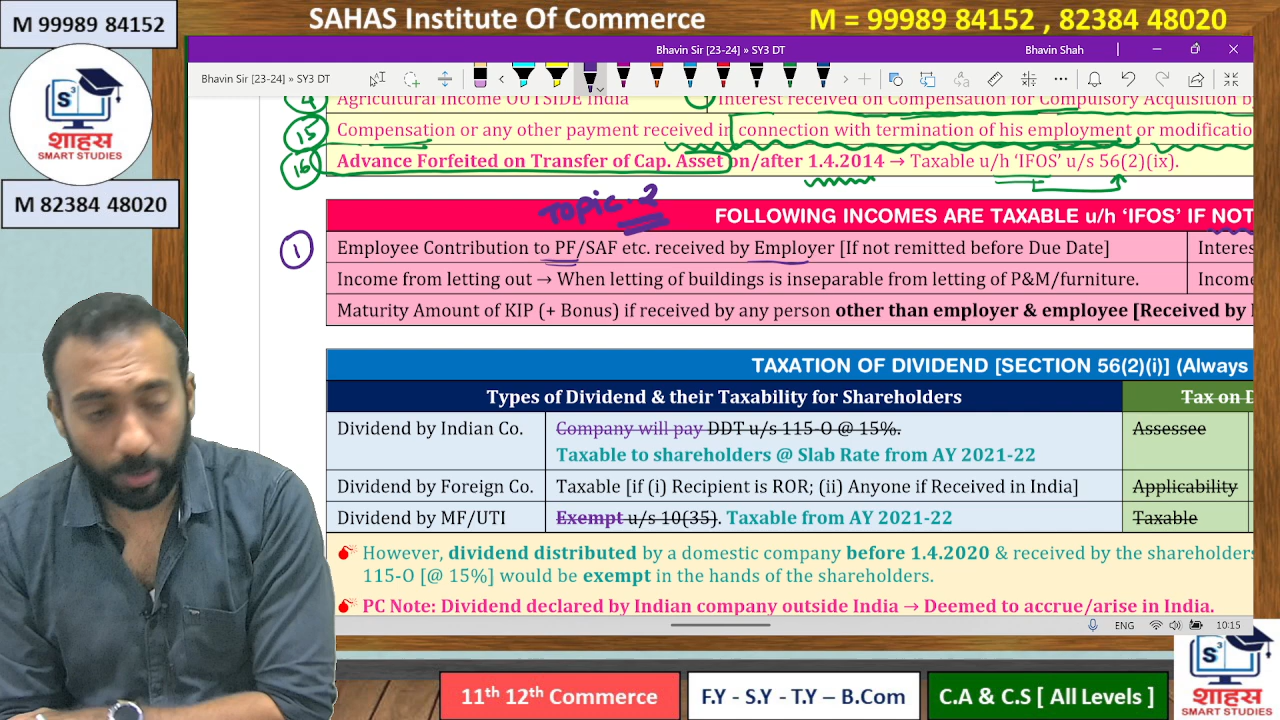 M 99989 84152
SAHAS Institute Of Commerce
M = 99989 84152 , 82384 48020
S³
शाहस
SMART STUDIES
M 82384 48020
Bhavin Sir [23-24] » SY3 DT
Bhavin Shah
Bhavin Sir [23-24] » SY3 DT
4 Agricultural Income OUTSIDE India
Interest received on Compensation for Compulsory Acquisition b
15 Compensation or any other payment received in connection with termination of his employment or modificatio
16 Advance Forfeited on Transfer of Cap. Asset on/after 1.4.2014 → Taxable u/h 'IFOS' u/s 56(2)(ix).
Topic. 2
FOLLOWING INCOMES ARE TAXABLE u/h 'IFOS' IF NOT
1 Employee Contribution to PF/SAF etc. received by Employer [If not remitted before Due Date]
Interes
Income from letting out → When letting of buildings is inseparable from letting of P&M/furniture.
Income
Maturity Amount of KIP (+ Bonus) if received by any person other than employer & employee [Received by
TAXATION OF DIVIDEND [SECTION 56(2)(i)] (Always
Types of Dividend & their Taxability for Shareholders
Tax on D
Dividend by Indian Co.
Company will pay DDT u/s 115-O @ 15%.
Assessee
Taxable to shareholders @ Slab Rate from AY 2021-22
Dividend by Foreign Co.
Taxable [if (i) Recipient is ROR; (ii) Anyone if Received in India]
Applicability
Dividend by MF/UTI
Exempt u/s 10(35). Taxable from AY 2021-22
Taxable
However, dividend distributed by a domestic company before 1.4.2020 & received by the shareholders
115-O [@ 15%] would be exempt in the hands of the shareholders.
PC Note: Dividend declared by Indian company outside India → Deemed to accrue/arise in India.
ENG
10:15
11th 12th Commerce
F.Y - S.Y - T.Y – B.Com
C.A & C.S [ All Levels ]
S³
शाहस
SMART STUDIES